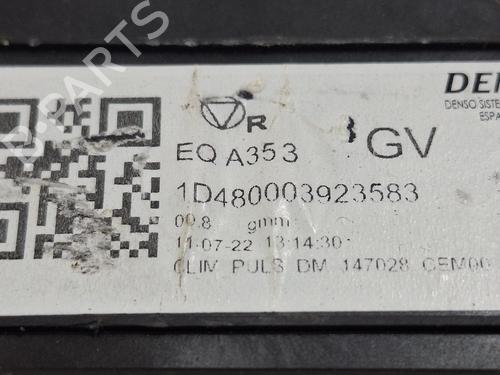 DEN
DENSO SISTE
ESPA
R
EQ A353
GV
1D480003923583
00.8 gmm
11-07-22 13:14:30
CLIM PULS DM 147028 CEM00
B-PARTS